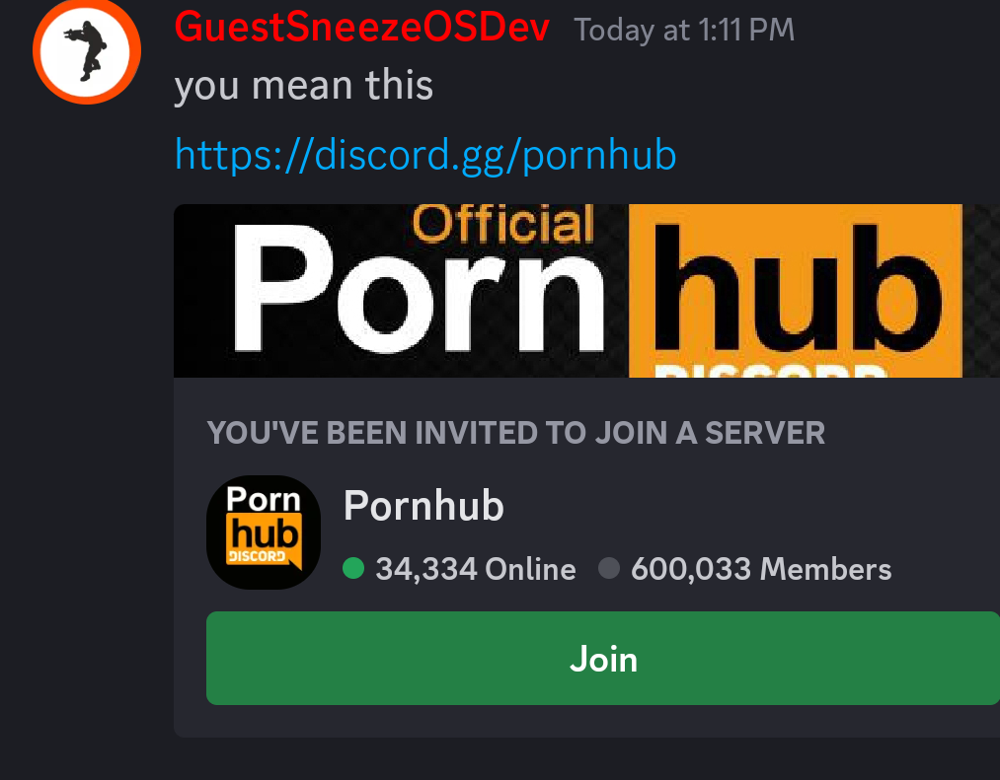 GuestSneezeOSDev Today at 1:11 PM
you mean this
https://discord.gg/pornhub
Official
Porn hub
DISCORD
YOU'VE BEEN INVITED TO JOIN A SERVER
Porn
hub
DISCORD
Pornhub
34,334 Online 600,033 Members
Join